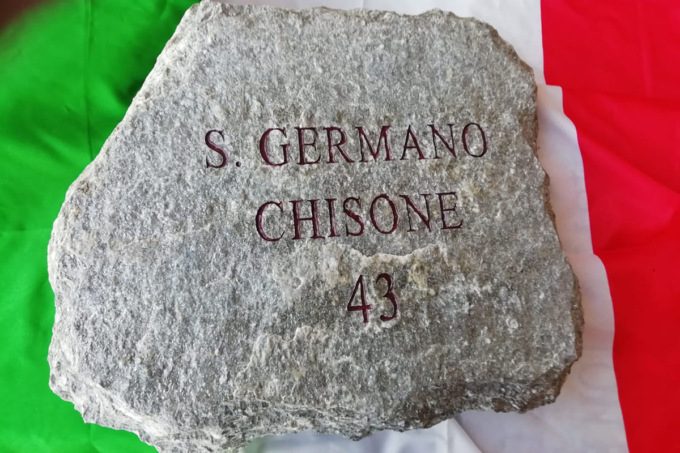 S. GERMANO
CHISONE
43